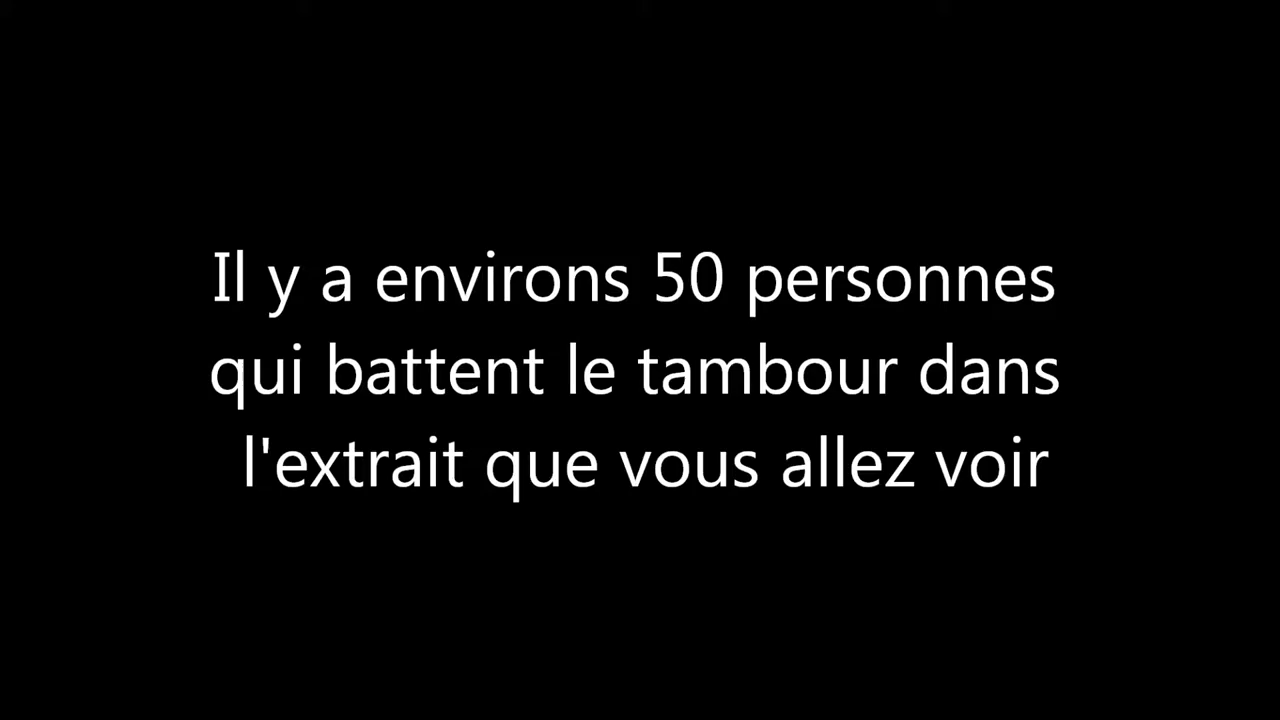 Il y a environs 50 personnes
qui battent le tambour dans
l'extrait que vous allez voir